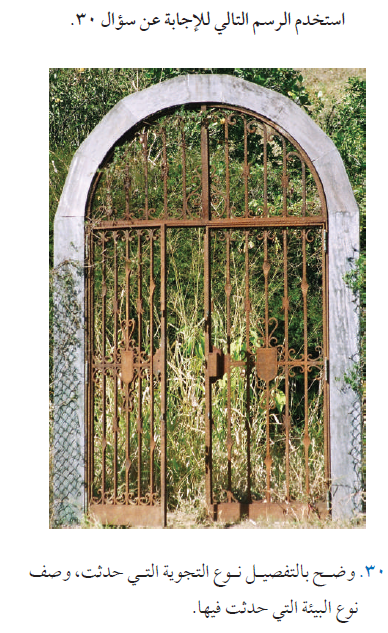 استخدم الرسم التالي للإجابة عن سؤال ٣٠.
٣٠. وضح بالتفصيل نوع التجوية التي حدثت، وصف
نوع البيئة التي حدثت فيها.